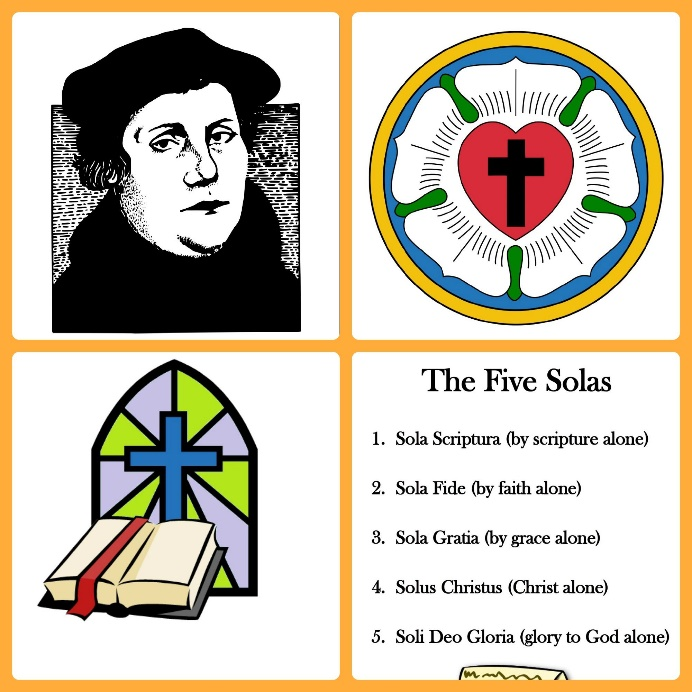 The Five Solas
1. Sola Scriptura (by scripture alone)
2. Sola Fide (by faith alone)
3. Sola Gratia (by grace alone)
4. Solus Christus (Christ alone)
5. Soli Deo Gloria (glory to God alone)